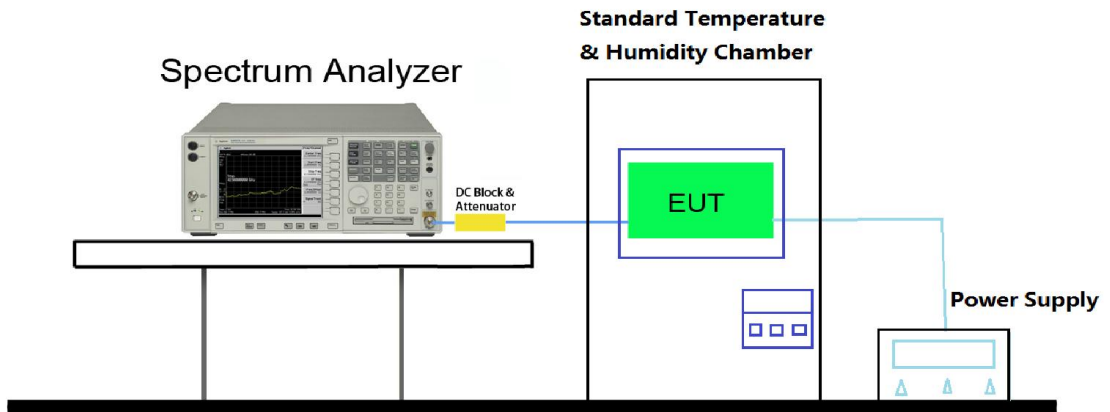 Standard Temperature
& Humidity Chamber
Spectrum Analyzer
DC Block &
Attenuator
EUT
Power Supply